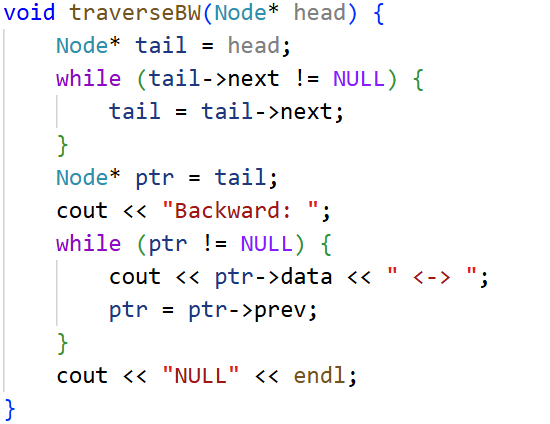 void traverseBW(Node* head) {
    Node* tail = head;
    while (tail->next != NULL) {
        tail = tail->next;
    }
    Node* ptr = tail;
    cout << "Backward: ";
    while (ptr != NULL) {
        cout << ptr->data << " <-> ";
        ptr = ptr->prev;
    }
    cout << "NULL" << endl;
}